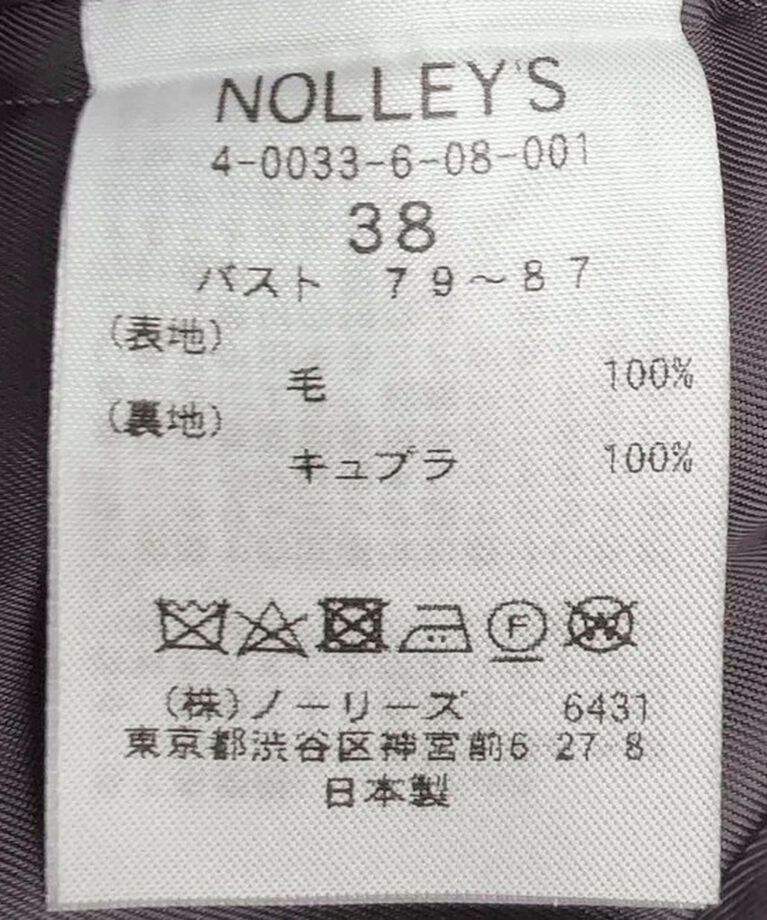 NOLLEY'S
4-0033-6-08-001
38
バスト 79～87
(表地)
毛 100%
(裏地)
キュプラ 100%
F W
(株)ノーリーズ 6431
東京都渋谷区神宮前6 27 8
日本製